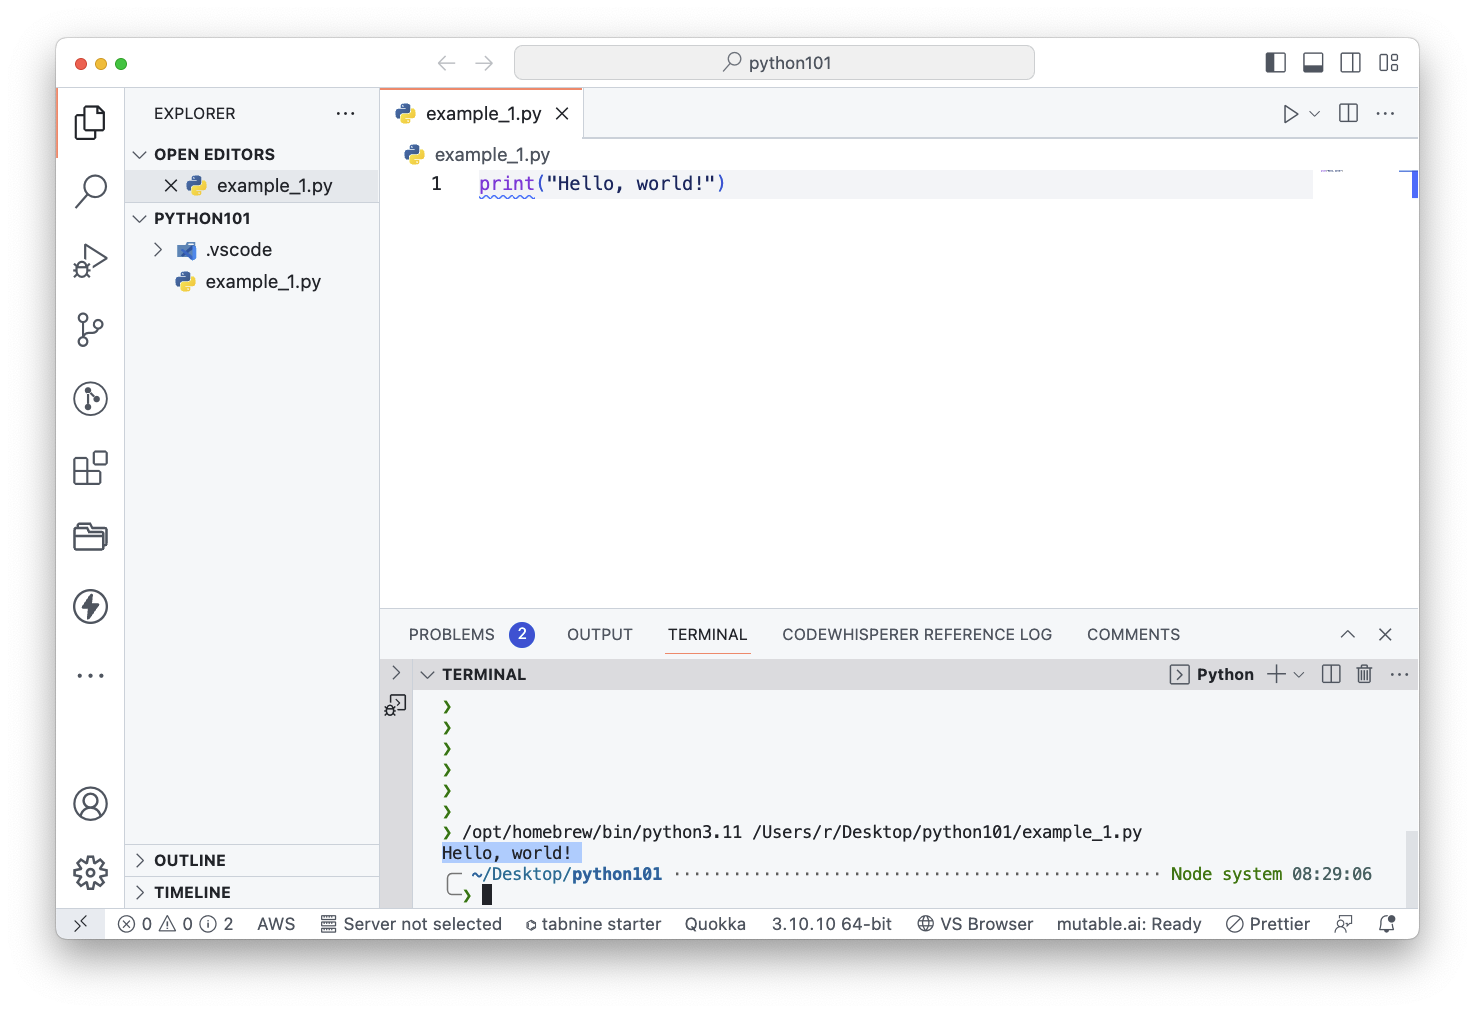 python101
EXPLORER
OPEN EDITORS
example_1.py
PYTHON101
.vscode
example_1.py
OUTLINE
TIMELINE
example_1.py
example_1.py
1 print("Hello, world!")
PROBLEMS 2 OUTPUT TERMINAL CODEWHISPERER REFERENCE LOG COMMENTS
TERMINAL Python
❯
❯
❯
❯
❯
❯
❯ /opt/homebrew/bin/python3.11 /Users/r/Desktop/python101/example_1.py
Hello, world!
~/Desktop/python101 Node system 08:29:06
❯
0 0 2 AWS Server not selected tabnine starter Quokka 3.10.10 64-bit VS Browser mutable.ai: Ready Prettier